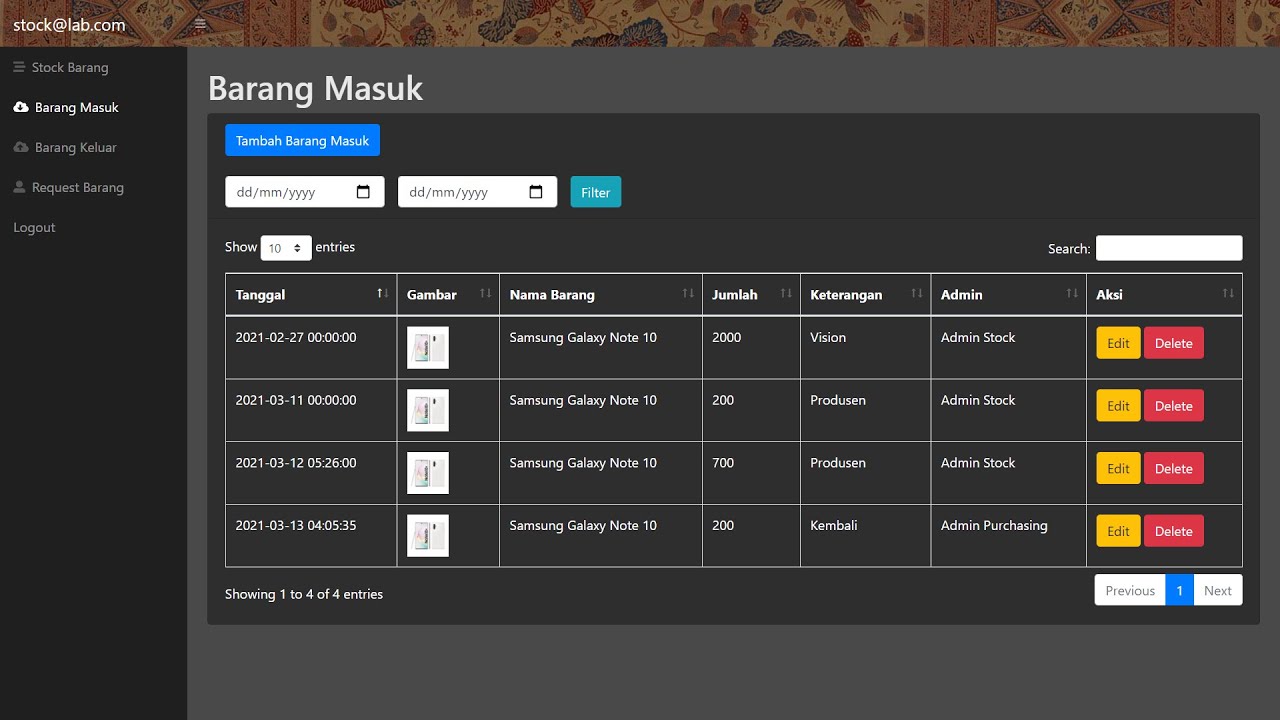 stock@lab.com
Stock Barang
Barang Masuk
Barang Keluar
Request Barang
Logout
Barang Masuk
Tambah Barang Masuk
dd/mm/yyyy dd/mm/yyyy Filter
Show 10 entries Search:
Tanggal Gambar Nama Barang Jumlah Keterangan Admin Aksi
2021-02-27 00:00:00 Samsung Galaxy Note 10 2000 Vision Admin Stock Edit Delete
2021-03-11 00:00:00 Samsung Galaxy Note 10 200 Produsen Admin Stock Edit Delete
2021-03-12 05:26:00 Samsung Galaxy Note 10 700 Produsen Admin Stock Edit Delete
2021-03-13 04:05:35 Samsung Galaxy Note 10 200 Kembali Admin Purchasing Edit Delete
Showing 1 to 4 of 4 entries Previous 1 Next